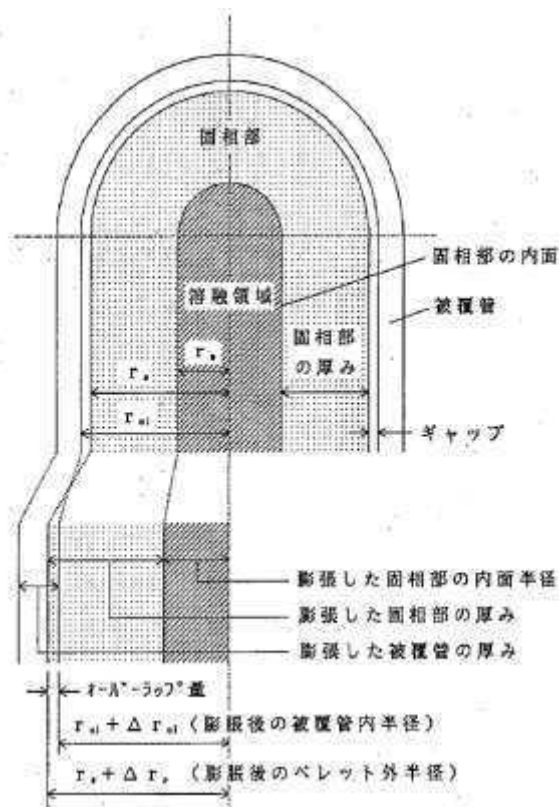 固相部
固相部の内面
溶融領域
被覆管
固相部
の厚み
ギャップ
膨張した固相部の内面半径
膨張した固相部の厚み
膨張した被覆管の厚み
ｵｰﾊﾞｰﾗｯﾌﾟ量
(膨脹後の被覆管内半径)
(膨脹後のペレット外半径)